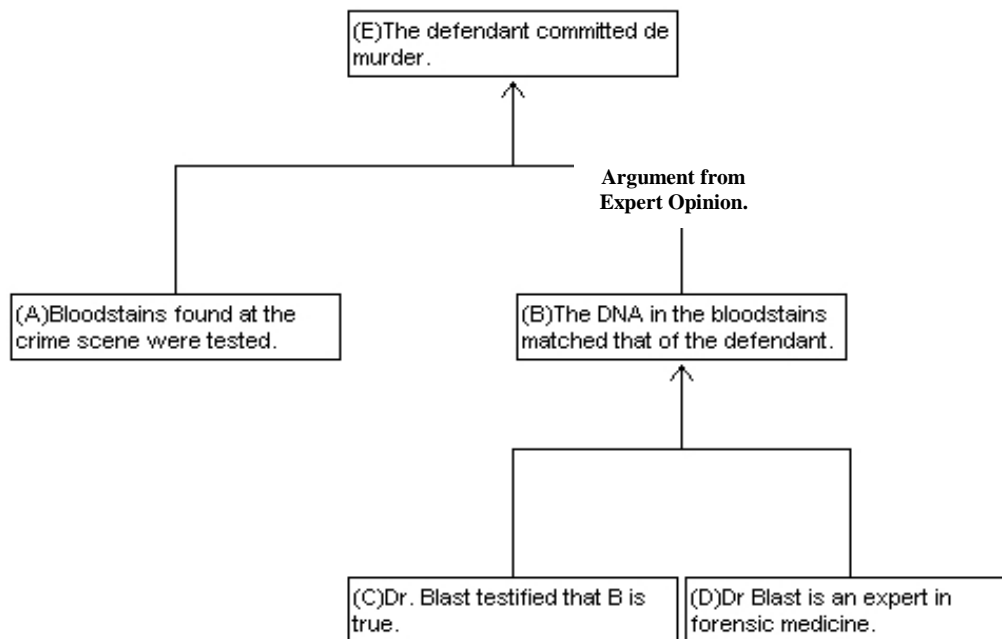 (E)The defendant committed de
murder.
Argument from
Expert Opinion.
(A)Bloodstains found at the
crime scene were tested.
(B)The DNA in the bloodstains
matched that of the defendant.
(C)Dr. Blast testified that B is
true.
(D)Dr Blast is an expert in
forensic medicine.